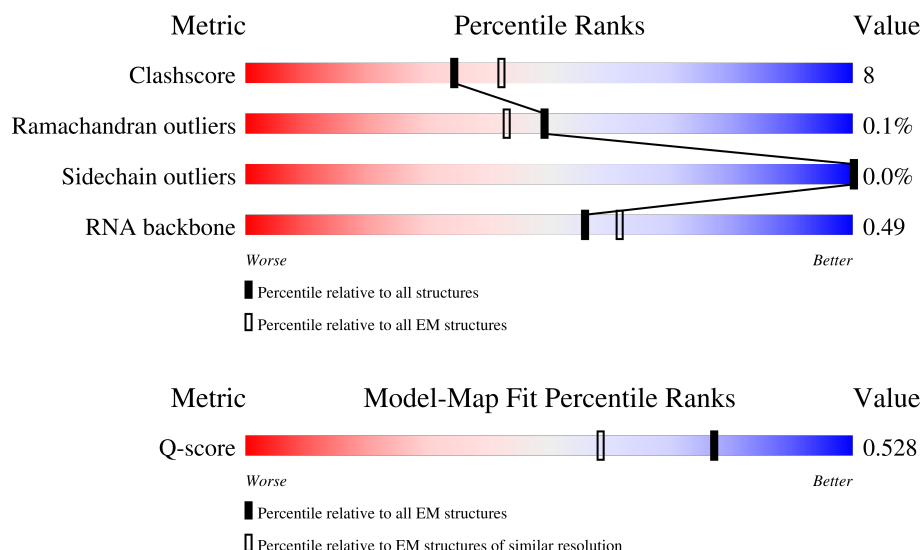 Metric Percentile Ranks Value
Clashscore 8
Ramachandran outliers 0.1%
Sidechain outliers 0.0%
RNA backbone 0.49
Worse Better
Percentile relative to all structures
Percentile relative to all EM structures
Metric Model-Map Fit Percentile Ranks Value
Q-score 0.528
Worse Better
Percentile relative to all EM structures
Percentile relative to EM structures of similar resolution